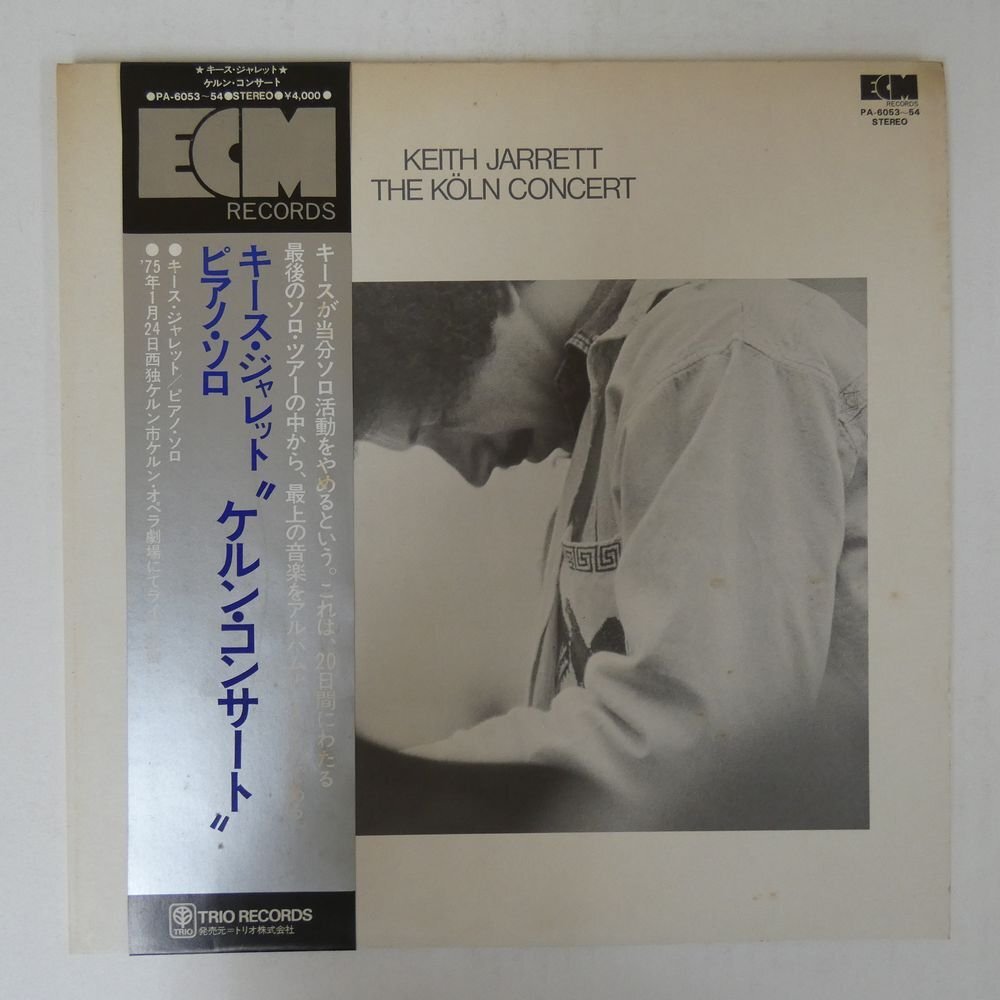 ★キース・ジャレット★
ケルン・コンサート
●PA-6053~54●STEREO●¥4,000●
ECM
RECORDS
キースが当分ソロ活動をやめるという。これは、20日間にわたる
最後のソロ・ツアーの中から、最上の音楽をアルバム
キース・ジャレット〝ケルン・コンサート〟
ピアノ・ソロ
●キース・ジャレット/ピアノ・ソロ
●'75年1月24日西独ケルン市ケルン・オペラ劇場にてライ
TRIO
TRIO RECORDS
発売元=トリオ株式会社
KEITH JARRETT
THE KÖLN CONCERT
ECM
RECORDS
PA-6053~54
STEREO